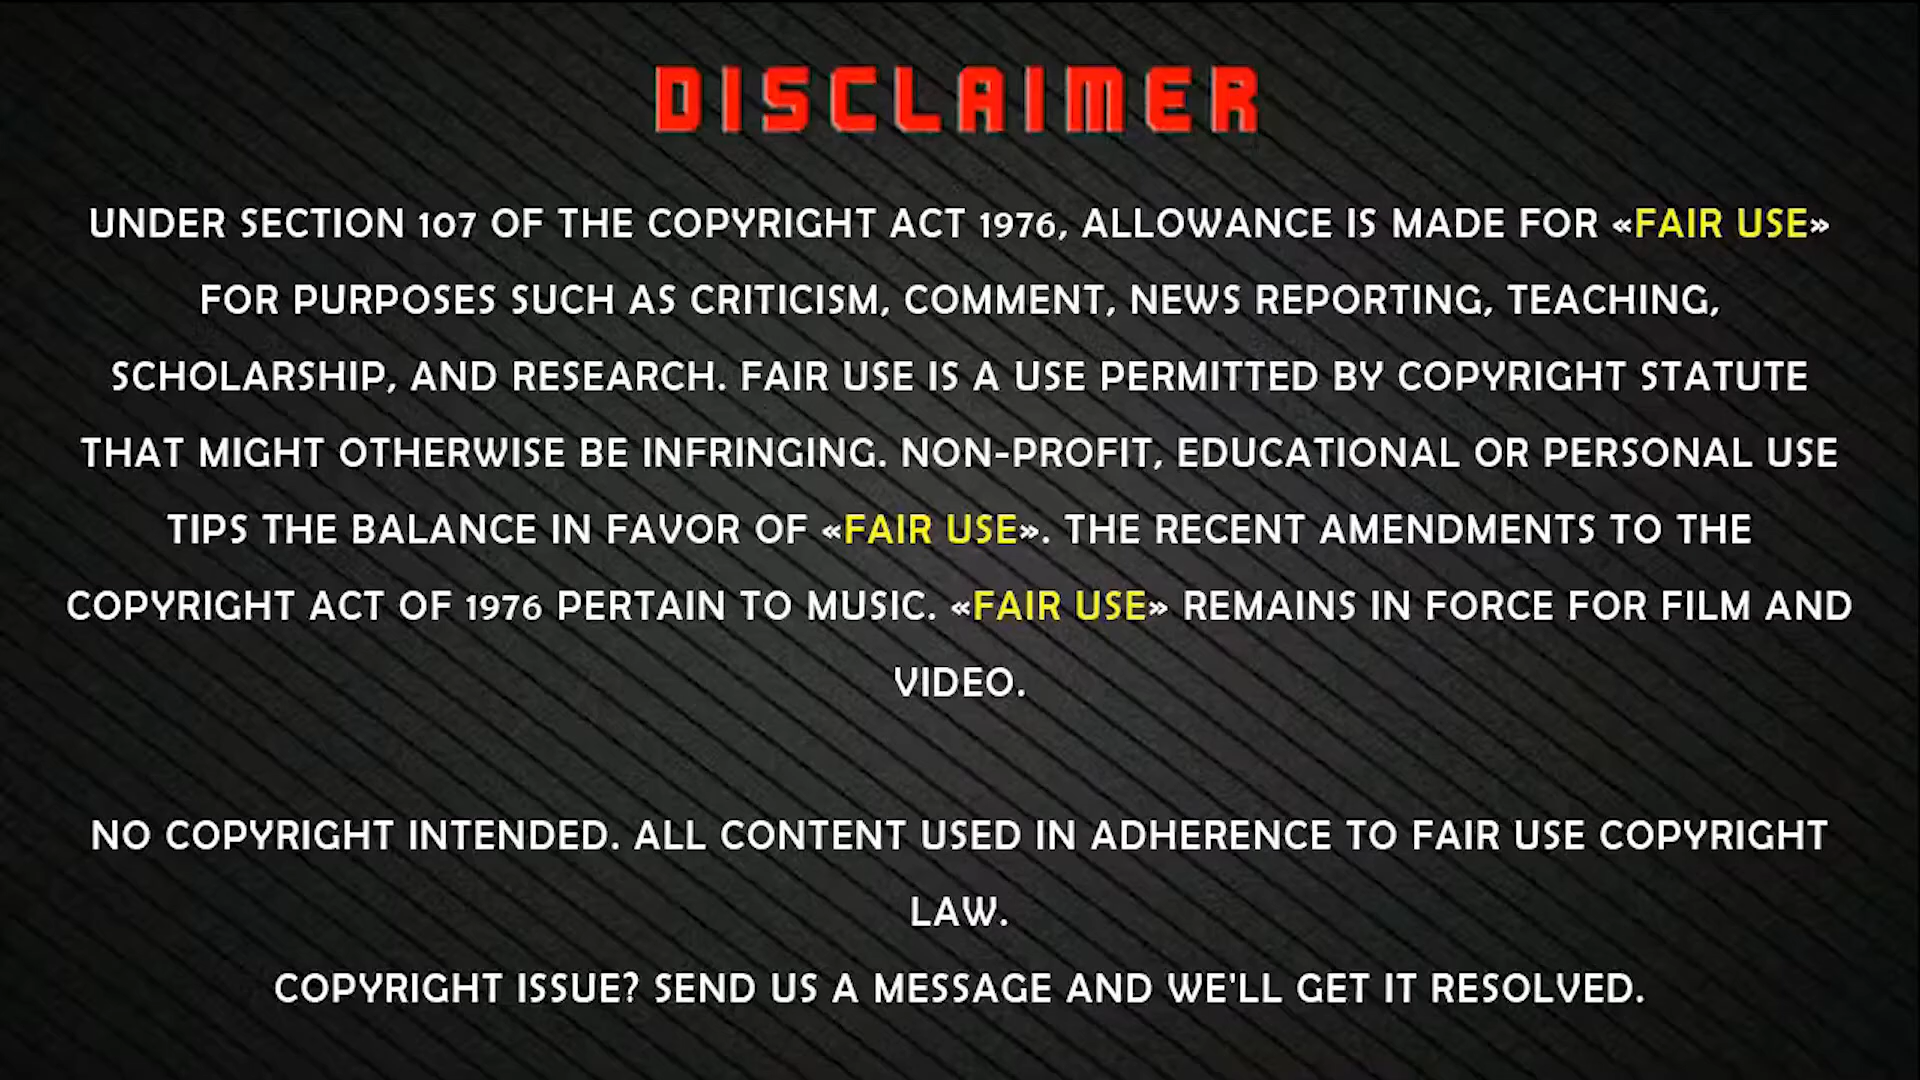 DISCLAIMER
UNDER SECTION 107 OF THE COPYRIGHT ACT 1976, ALLOWANCE IS MADE FOR «FAIR USE»
FOR PURPOSES SUCH AS CRITICISM, COMMENT, NEWS REPORTING, TEACHING,
SCHOLARSHIP, AND RESEARCH. FAIR USE IS A USE PERMITTED BY COPYRIGHT STATUTE
THAT MIGHT OTHERWISE BE INFRINGING. NON-PROFIT, EDUCATIONAL OR PERSONAL USE
TIPS THE BALANCE IN FAVOR OF «FAIR USE». THE RECENT AMENDMENTS TO THE
COPYRIGHT ACT OF 1976 PERTAIN TO MUSIC. «FAIR USE» REMAINS IN FORCE FOR FILM AND
VIDEO.
NO COPYRIGHT INTENDED. ALL CONTENT USED IN ADHERENCE TO FAIR USE COPYRIGHT
LAW.
COPYRIGHT ISSUE? SEND US A MESSAGE AND WE'LL GET IT RESOLVED.